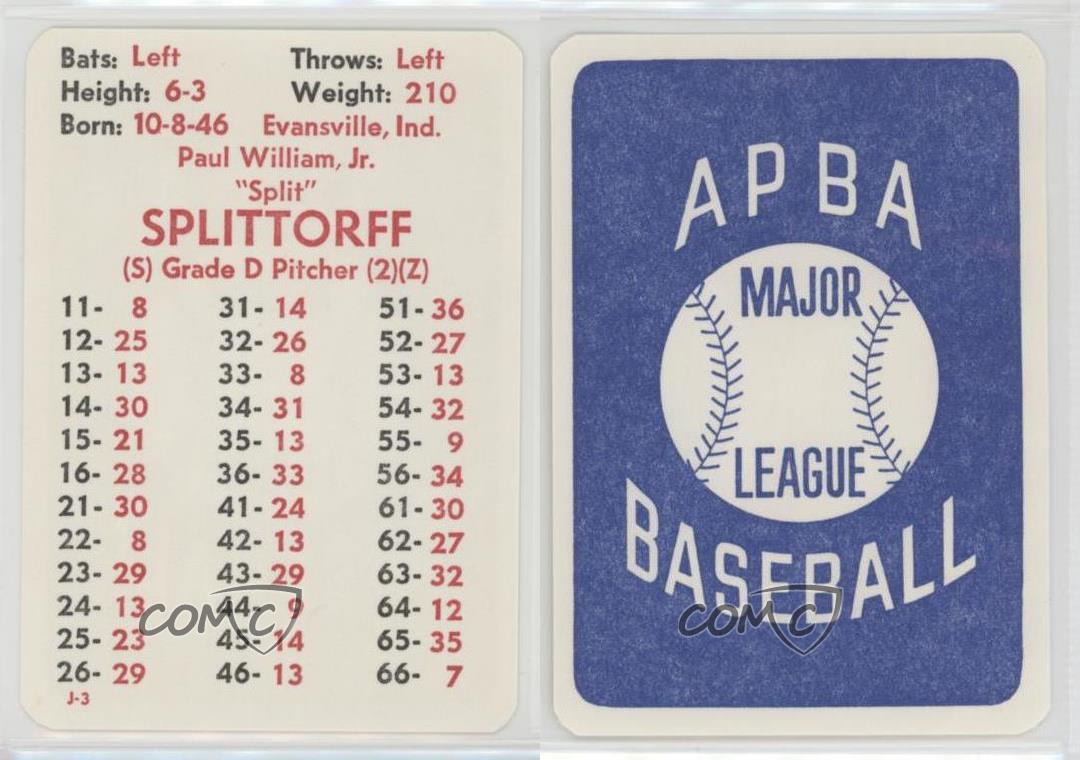 Bats: Left Throws: Left
Height: 6-3 Weight: 210
Born: 10-8-46 Evansville, Ind.
Paul William, Jr.
"Split"
SPLITTORFF
(S) Grade D Pitcher (2)(Z)
11- 8 31- 14 51- 36
12- 25 32- 26 52- 27
13- 13 33- 8 53- 13
14- 30 34- 31 54- 32
15- 21 35- 13 55- 9
16- 28 36- 33 56- 34
21- 30 41- 24 61- 30
22- 8 42- 13 62- 27
23- 29 43- 29 63- 32
24- 13 44- 9 64- 12
25- 23 45- 14 65- 35
26- 29 46- 13 66- 7
J-3
COMC
APBA
MAJOR
LEAGUE
BASEBALL
COMC